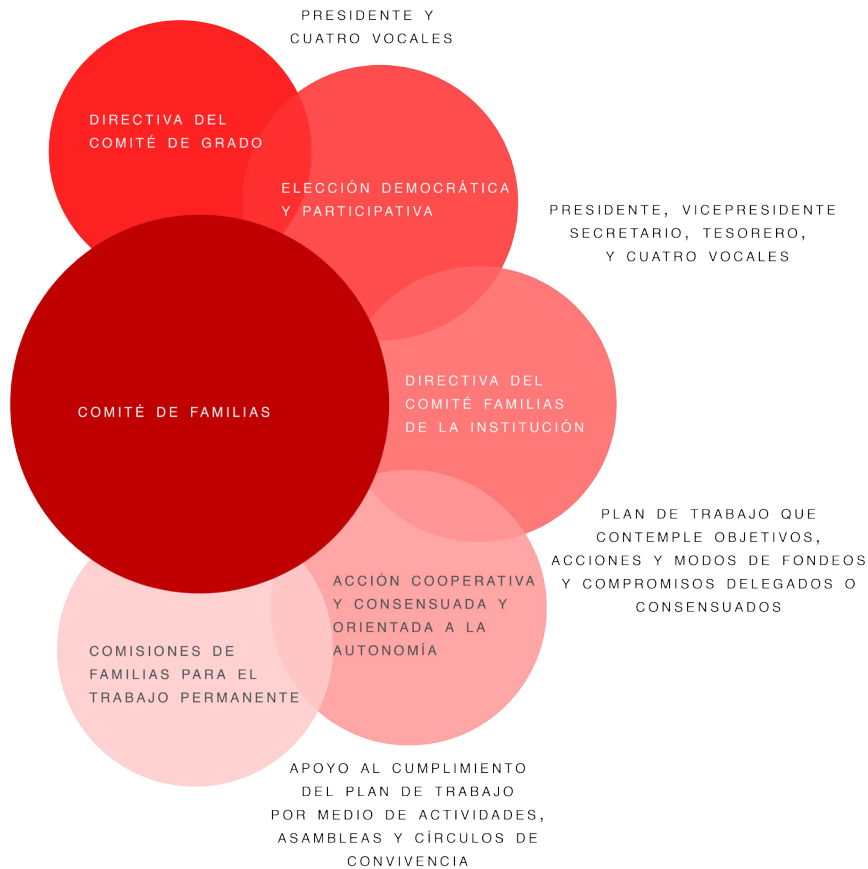 PRESIDENTE Y
CUATRO VOCALES
DIRECTIVA DEL
COMITÉ DE GRADO
ELECCIÓN DEMOCRÁTICA
Y PARTICIPATIVA
PRESIDENTE, VICEPRESIDENTE
SECRETARIO, TESORERO,
Y CUATRO VOCALES
DIRECTIVA DEL
COMITÉ FAMILIAS
DE LA INSTITUCIÓN
COMITÉ DE FAMILIAS
PLAN DE TRABAJO QUE
CONTEMPLE OBJETIVOS,
ACCIONES Y MODOS DE FONDEOS
Y COMPROMISOS DELEGADOS O
CONSENSUADOS
ACCIÓN COOPERATIVA
Y CONSENSUADA Y
ORIENTADA A LA
AUTONOMÍA
COMISIONES DE
FAMILIAS PARA EL
TRABAJO PERMANENTE
APOYO AL CUMPLIMIENTO
DEL PLAN DE TRABAJO
POR MEDIO DE ACTIVIDADES,
ASAMBLEAS Y CÍRCULOS DE
CONVIVENCIA